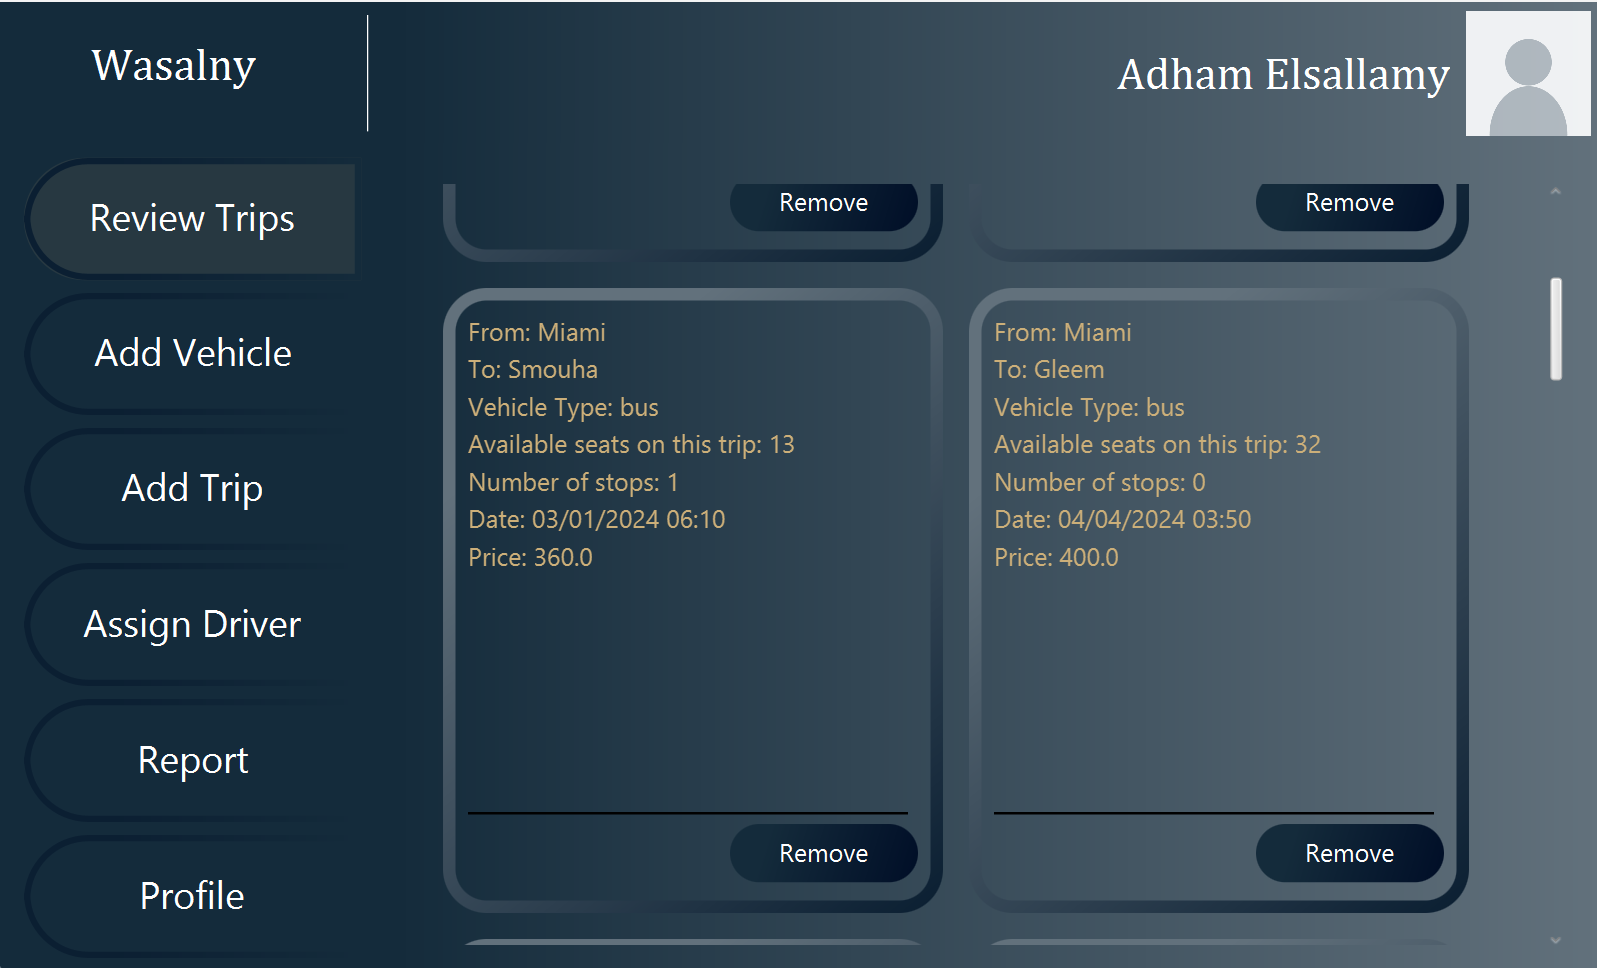 Wasalny
Adham Elsallamy
Review Trips
Add Vehicle
Add Trip
Assign Driver
Report
Profile
Remove
Remove
From: Miami
To: Smouha
Vehicle Type: bus
Available seats on this trip: 13
Number of stops: 1
Date: 03/01/2024 06:10
Price: 360.0
Remove
From: Miami
To: Gleem
Vehicle Type: bus
Available seats on this trip: 32
Number of stops: 0
Date: 04/04/2024 03:50
Price: 400.0
Remove